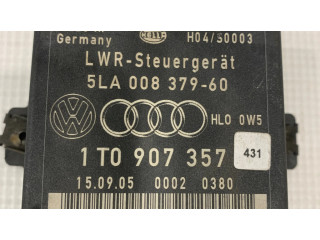 Germany HELLA H04/S0003
LWR-Steuergerät
5LA 008 379-60
HLO 0W5
1T0 907 357
431
15.09.05 0002 0380